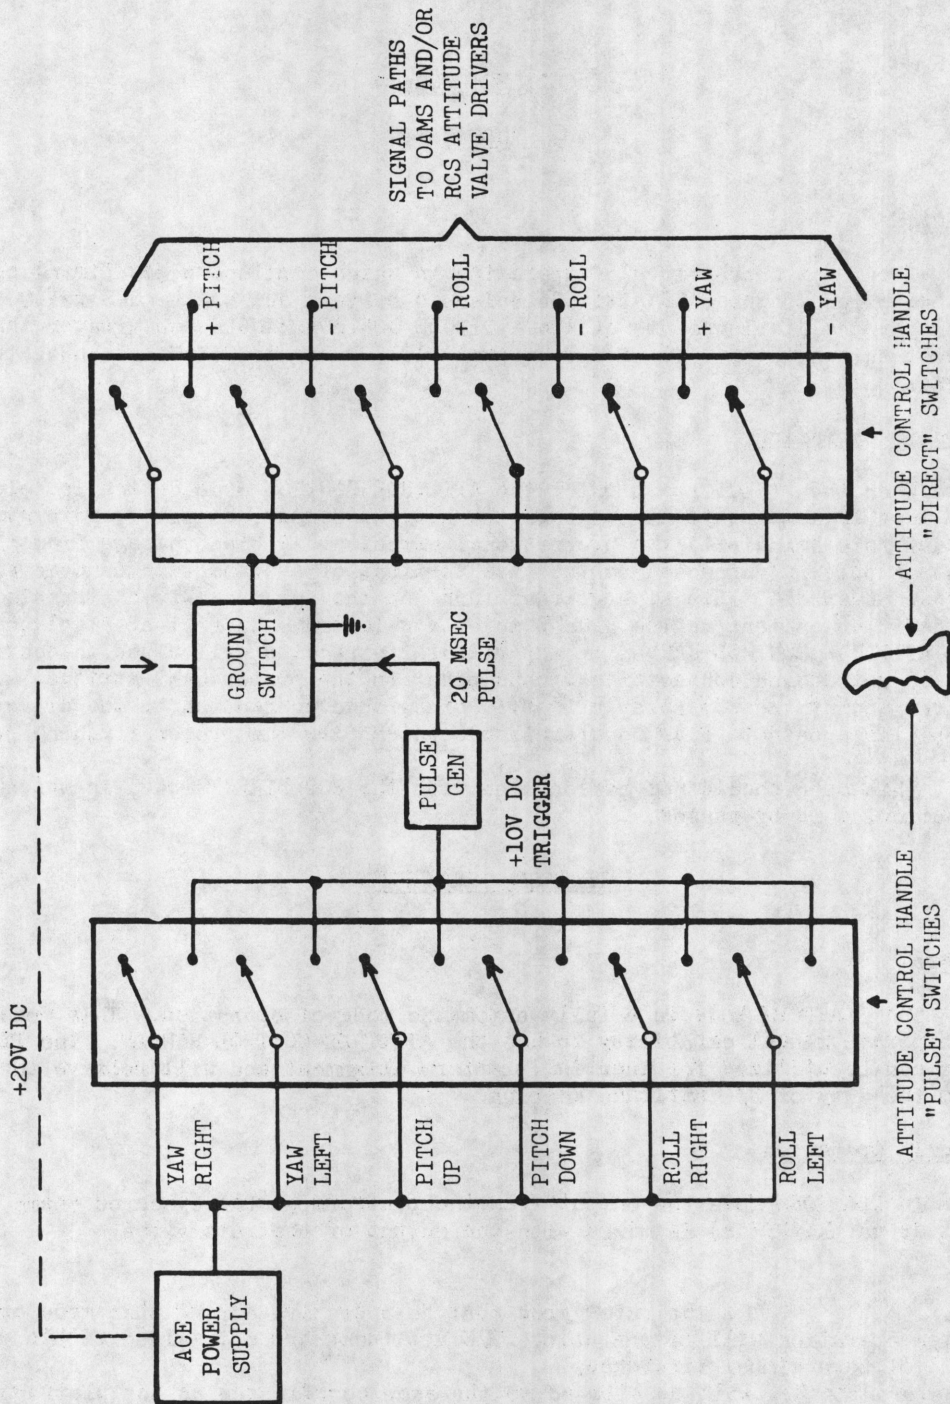 +20V DC
ACE
POWER
SUPPLY
YAW
RIGHT
YAW
LEFT
PITCH
UP
PITCH
DOWN
ROLL
RIGHT
ROLL
LEFT
ATTITUDE CONTROL HANDLE
"PULSE" SWITCHES
+10V DC
TRIGGER
PULSE
GEN
20 MSEC
PULSE
GROUND
SWITCH
+ PITCH
- PITCH
ROLL
- ROLL
+ YAW
- YAW
ATTITUDE CONTROL HANDLE
"DIRECT" SWITCHES
SIGNAL PATHS
TO OAMS AND/OR
RCS ATTITUDE
VALVE DRIVERS